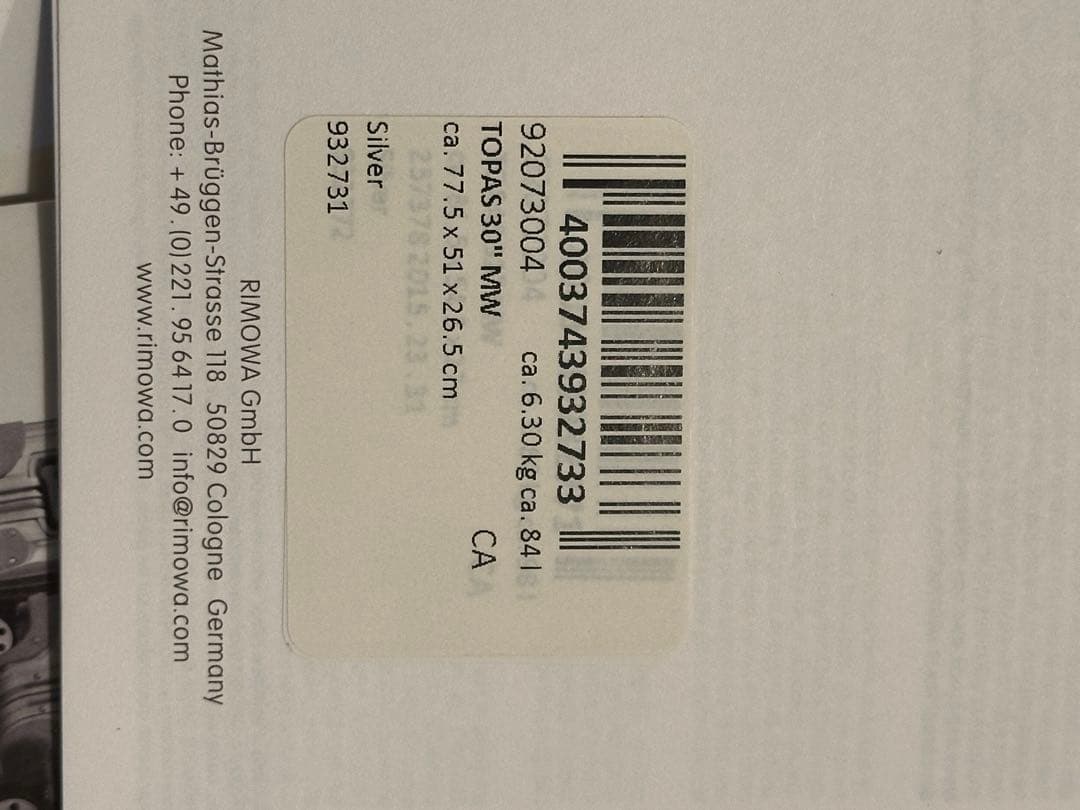 4003743932733
92073004 ca. 6.30 kg ca. 84 l
TOPAS 30" MW
CA
ca. 77.5 x 51 x 26.5 cm
Silver
932731
RIMOWA GmbH
Mathias-Brüggen-Strasse 118 50829 Cologne Germany
Phone: +49.(0)221.956417.0 info@rimowa.com
www.rimowa.com